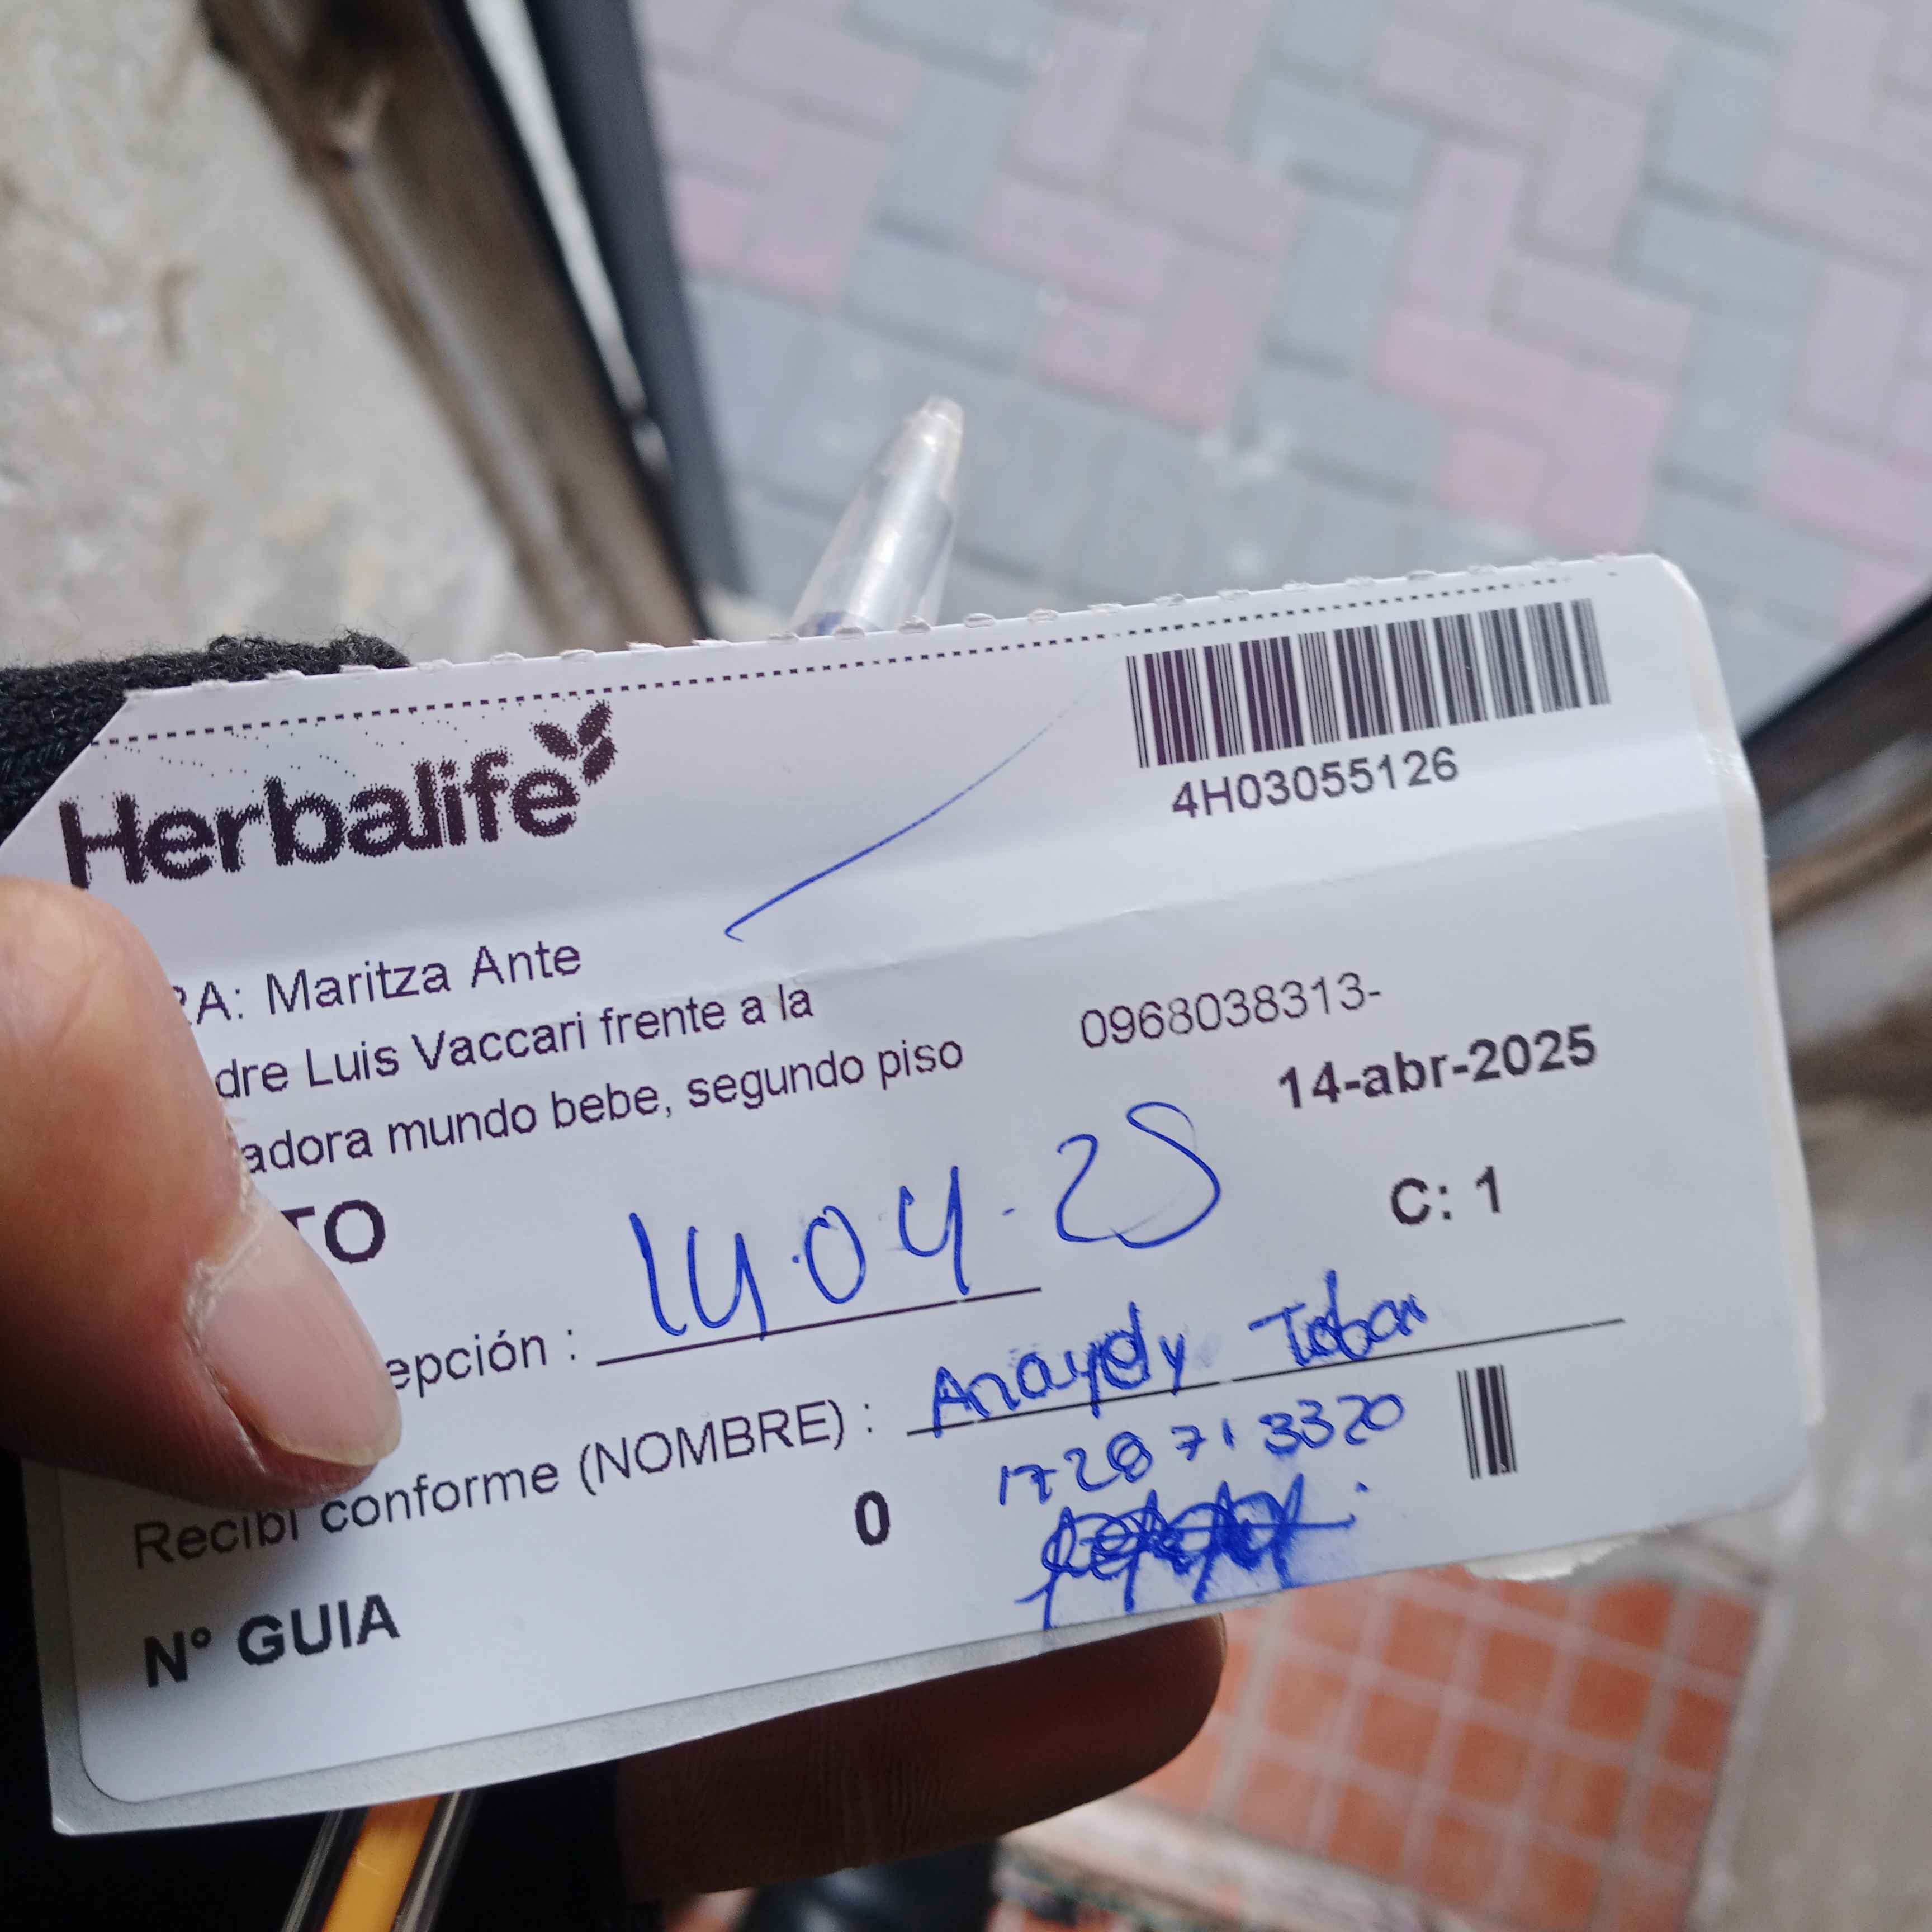 Herbalife
4H03055126
RA: Maritza Ante
dre Luis Vaccari frente a la
0968038313-
adora mundo bebe, segundo piso
14-abr-2025
TO
C: 1
epción : 14.04.25
Recibi conforme (NOMBRE) : Anaydy Tobar
1728713320
Nº GUIA 0